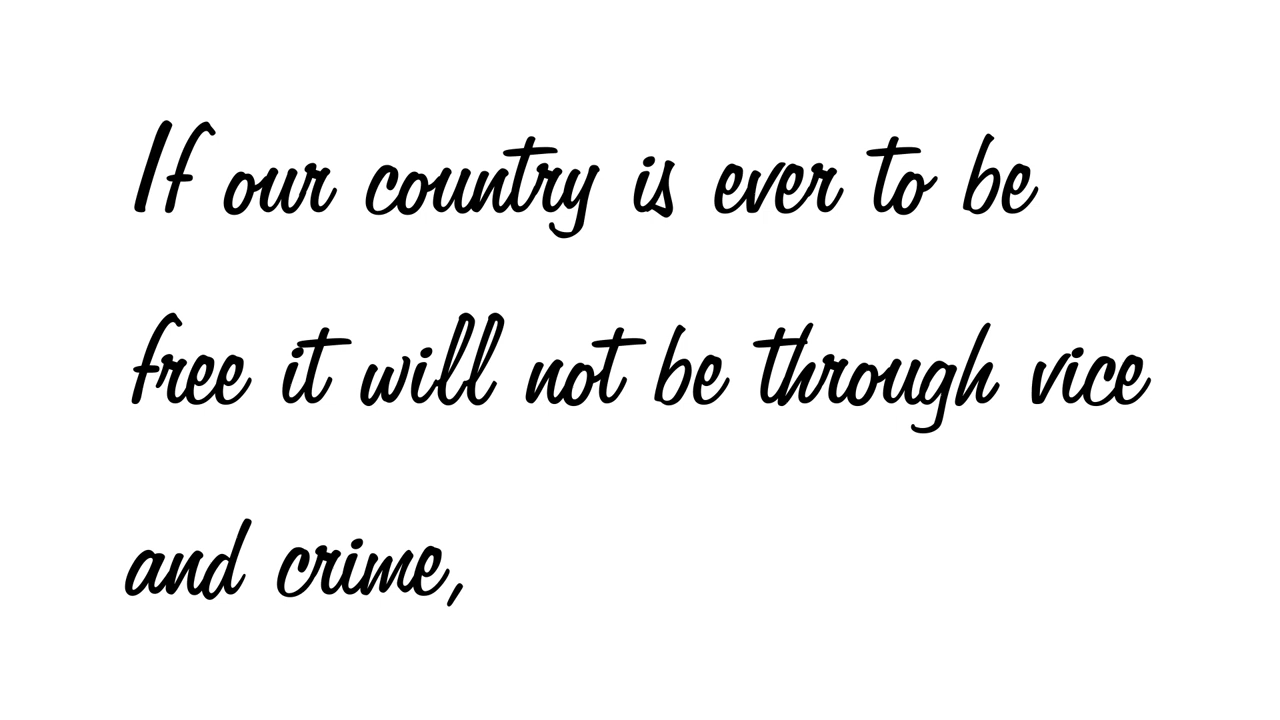 If our country is ever to be
free it will not be through vice
and crime,